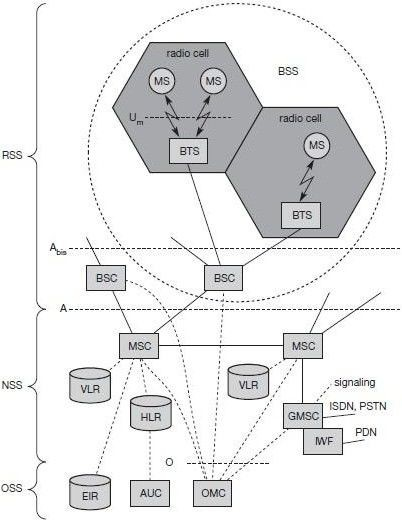 radio cell
BSS
MS
MS
radio cell
Um
MS
BTS
RSS
BTS
Abis
BSC
BSC
A
MSC
MSC
VLR
VLR
signaling
NSS
HLR
GMSC
ISDN, PSTN
IWF
PDN
O
OSS
EIR
AUC
OMC